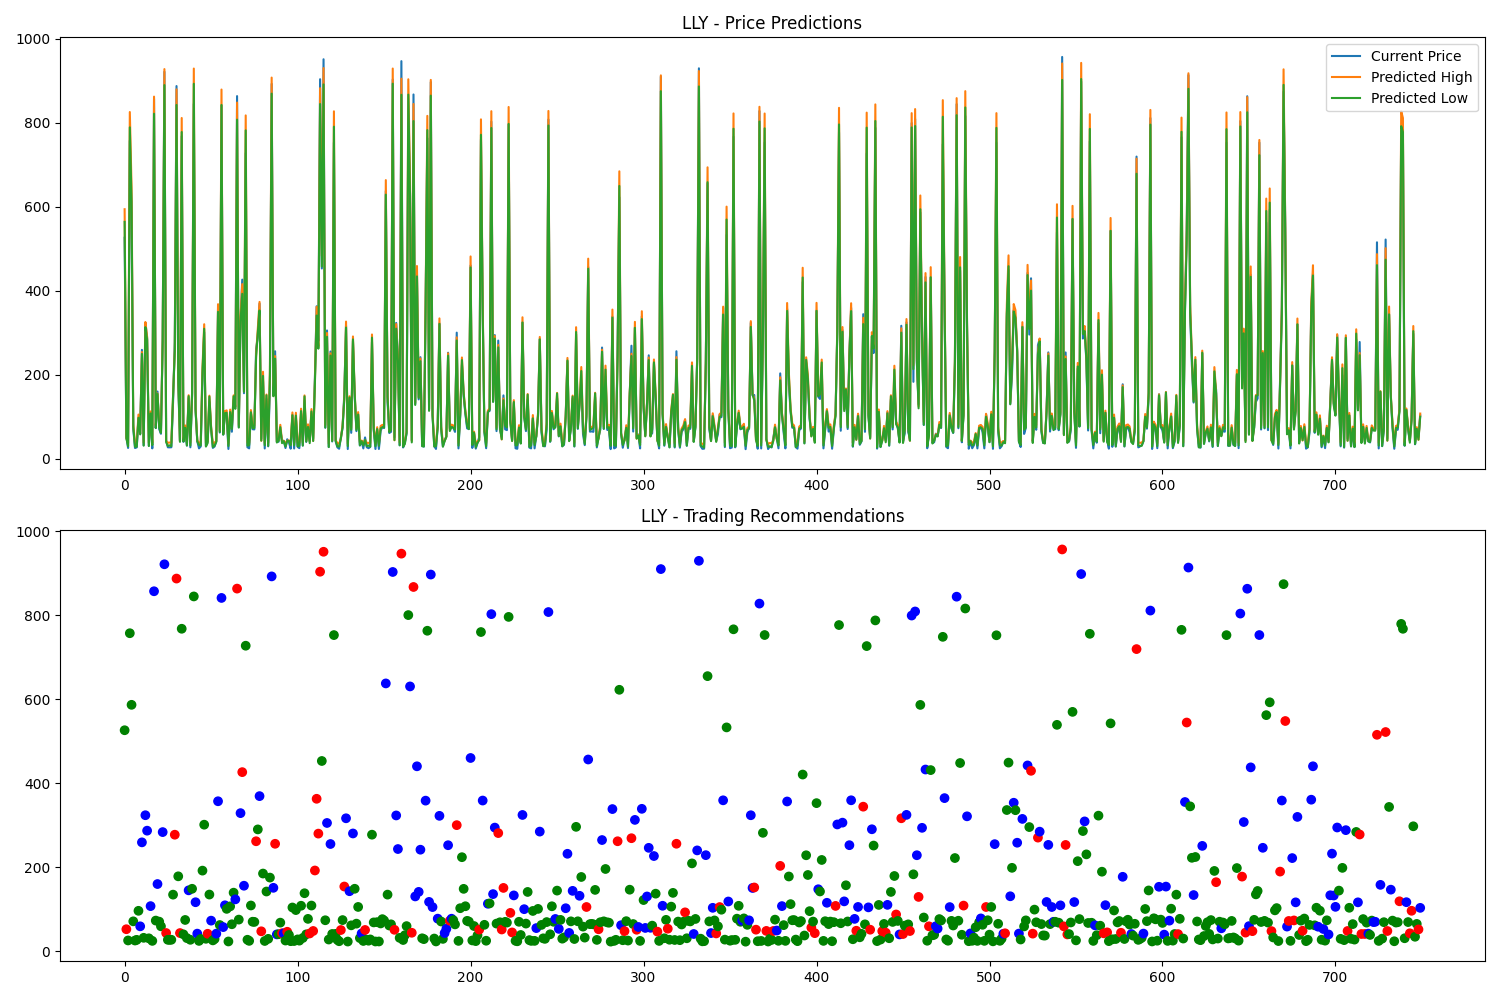 LLY - Price Predictions
1000
800
600
400
200
0
Current Price
Predicted High
Predicted Low
0 100 200 300 400 500 600 700
LLY - Trading Recommendations
1000
800
600
400
200
0
0 100 200 300 400 500 600 700